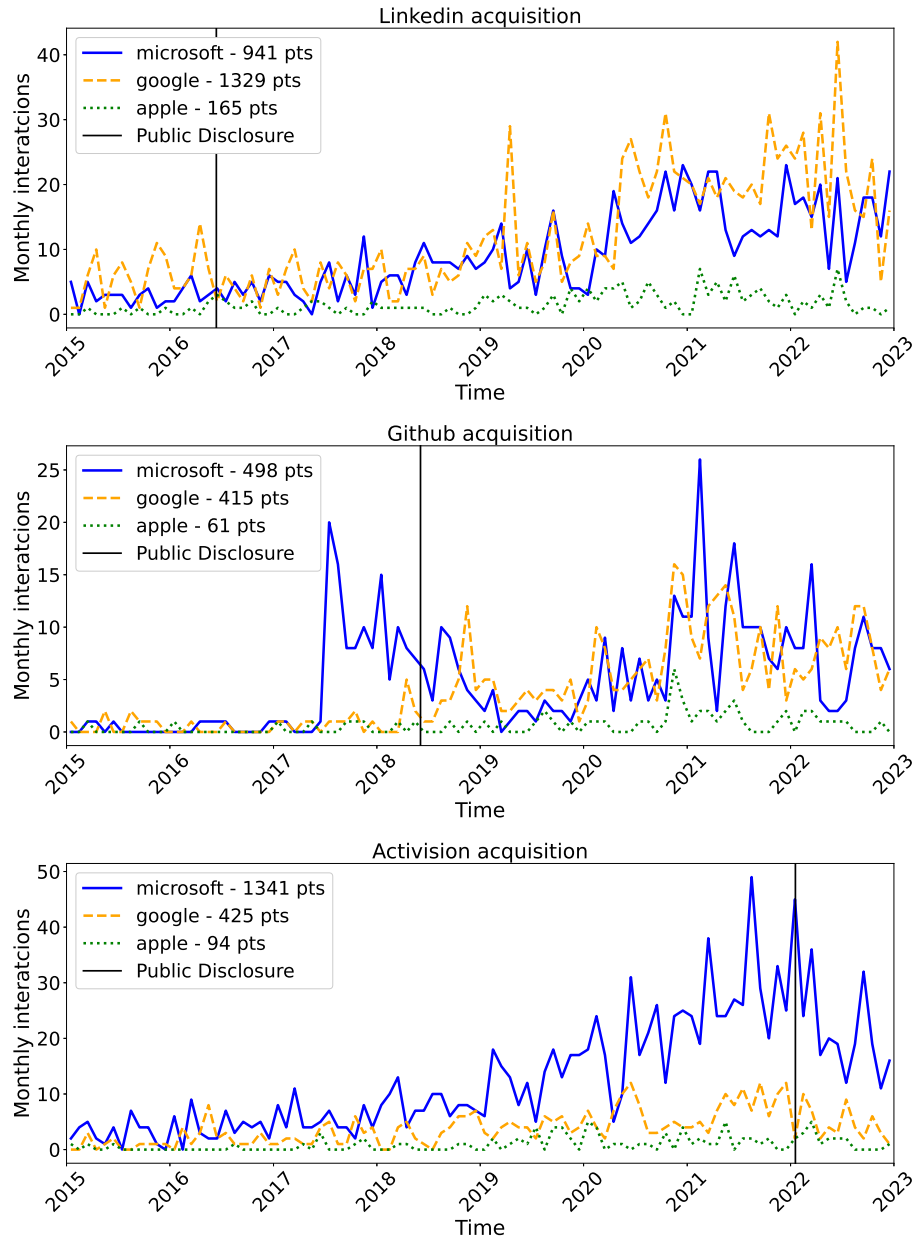 Linkedin acquisition
Monthly interatcions
40
30
20
10
0
microsoft - 941 pts
google - 1329 pts
apple - 165 pts
Public Disclosure
2015
2016
2017
2018
2019
2020
2021
2022
2023
Time
Github acquisition
Monthly interatcions
25
20
15
10
5
0
microsoft - 498 pts
google - 415 pts
apple - 61 pts
Public Disclosure
2015
2016
2017
2018
2019
2020
2021
2022
2023
Time
Activision acquisition
Monthly interatcions
50
40
30
20
10
0
microsoft - 1341 pts
google - 425 pts
apple - 94 pts
Public Disclosure
2015
2016
2017
2018
2019
2020
2021
2022
2023
Time